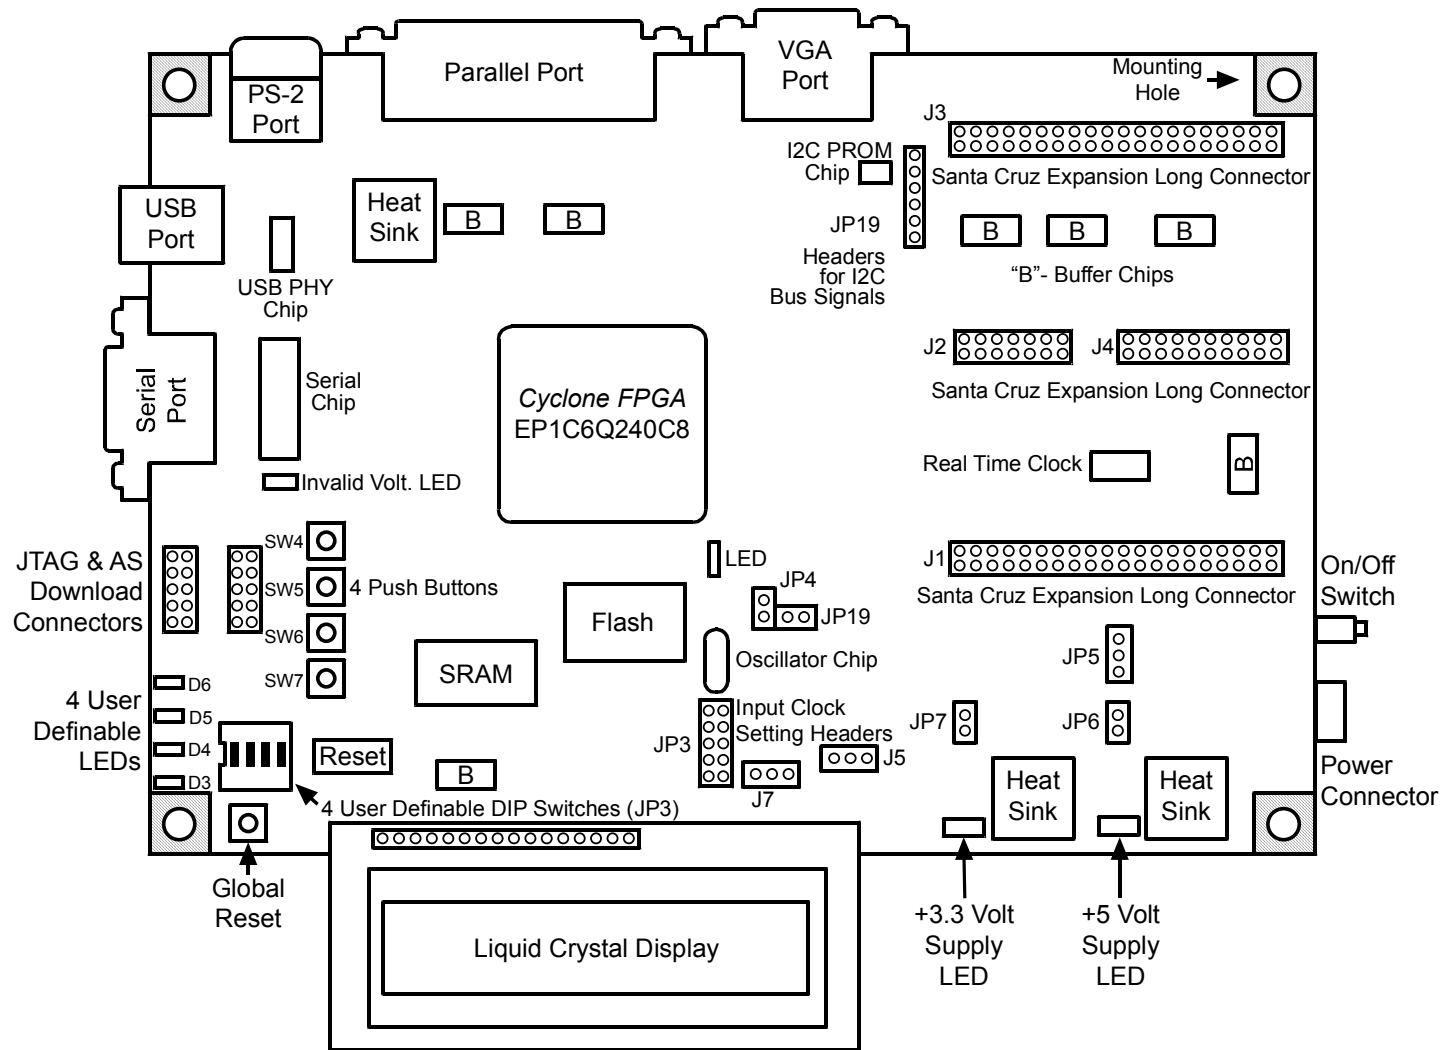 Parallel Port
VGA
Port
PS-2
Port
Mounting
Hole
J3
I2C PROM
Chip
Santa Cruz Expansion Long Connector
USB
Port
Heat
Sink
B
B
JP19
B
B
B
Headers
for I2C
Bus Signals
"B"- Buffer Chips
USB PHY
Chip
J2
J4
Santa Cruz Expansion Long Connector
Serial
Port
Serial
Chip
Cyclone FPGA
EP1C6Q240C8
Real Time Clock
B
Invalid Volt. LED
JTAG & AS
Download
Connectors
SW4
SW5
4 Push Buttons
SW6
SW7
LED
JP4
JP19
J1
Santa Cruz Expansion Long Connector
On/Off
Switch
Flash
SRAM
Oscillator Chip
JP5
4 User
Definable
LEDs
D6
D5
D4
D3
Reset
B
JP3
Input Clock
Setting Headers
J5
J7
JP7
JP6
Heat
Sink
Heat
Sink
Power
Connector
4 User Definable DIP Switches (JP3)
Global
Reset
Liquid Crystal Display
+3.3 Volt
Supply
LED
+5 Volt
Supply
LED